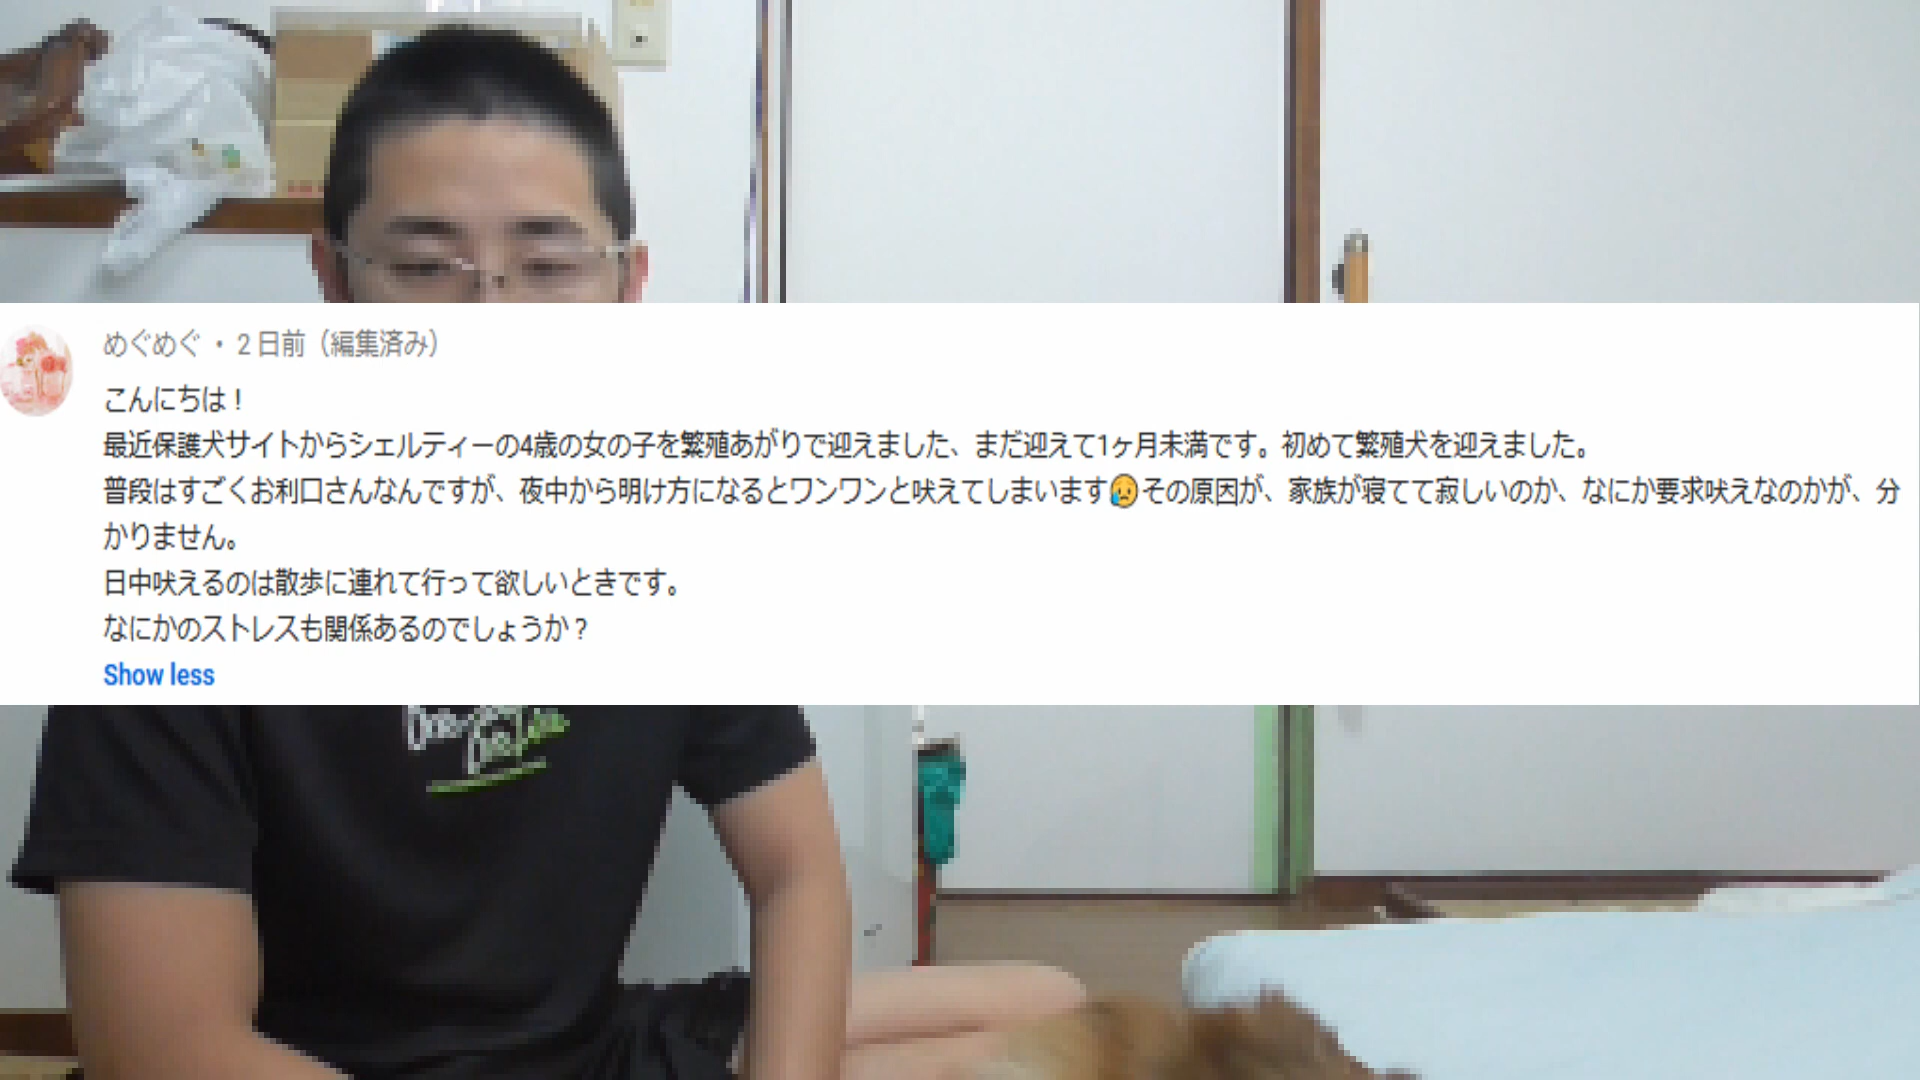 めぐめぐ・2 日前（編集済み）
こんにちは！
最近保護犬サイトからシェルティーの4歳の女の子を繁殖あがりで迎えました、まだ迎えて1ヶ月未満です。初めて繁殖犬を迎えました。
普段はすごくお利口さんなんですが、夜中から明け方になるとワンワンと吠えてしまいます😥その原因が、家族が寝てて寂しいのか、なにか要求吠えなのかが、分
かりません。
日中吠えるのは散歩に連れて行って欲しいときです。
なにかのストレスも関係あるのでしょうか？
Show less